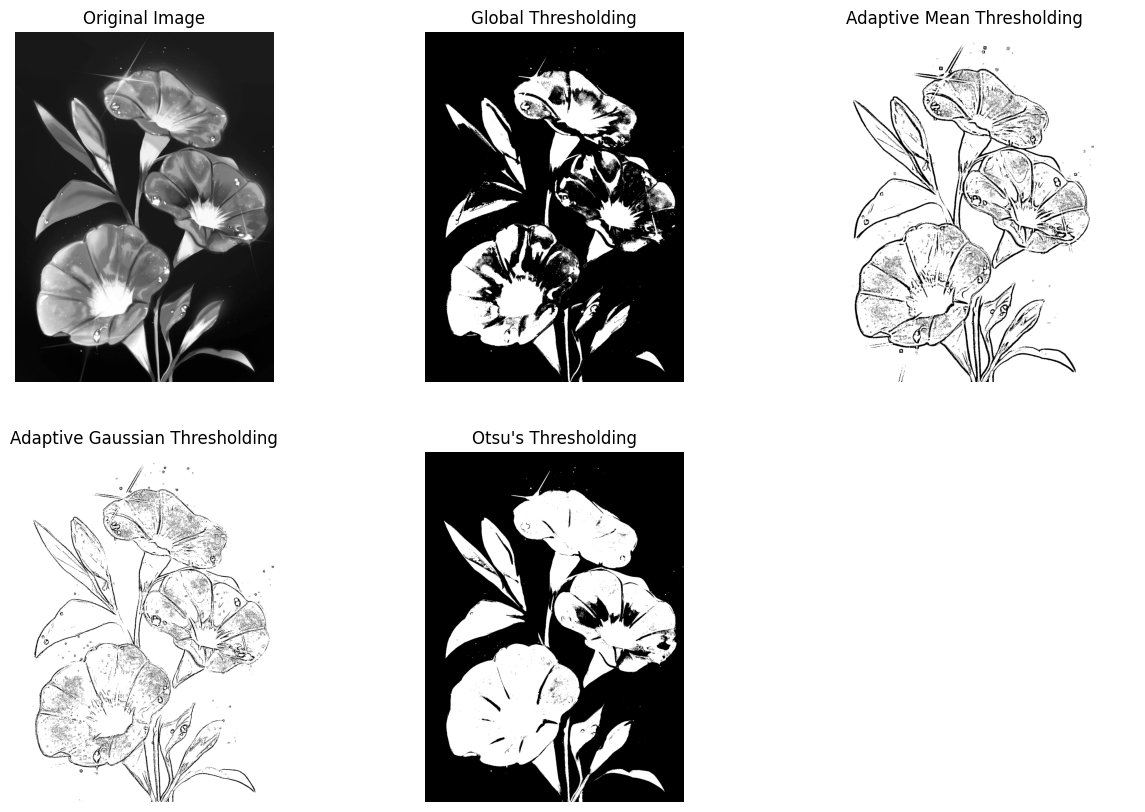 Original Image
Global Thresholding
Adaptive Mean Thresholding
Adaptive Gaussian Thresholding
Otsu's Thresholding